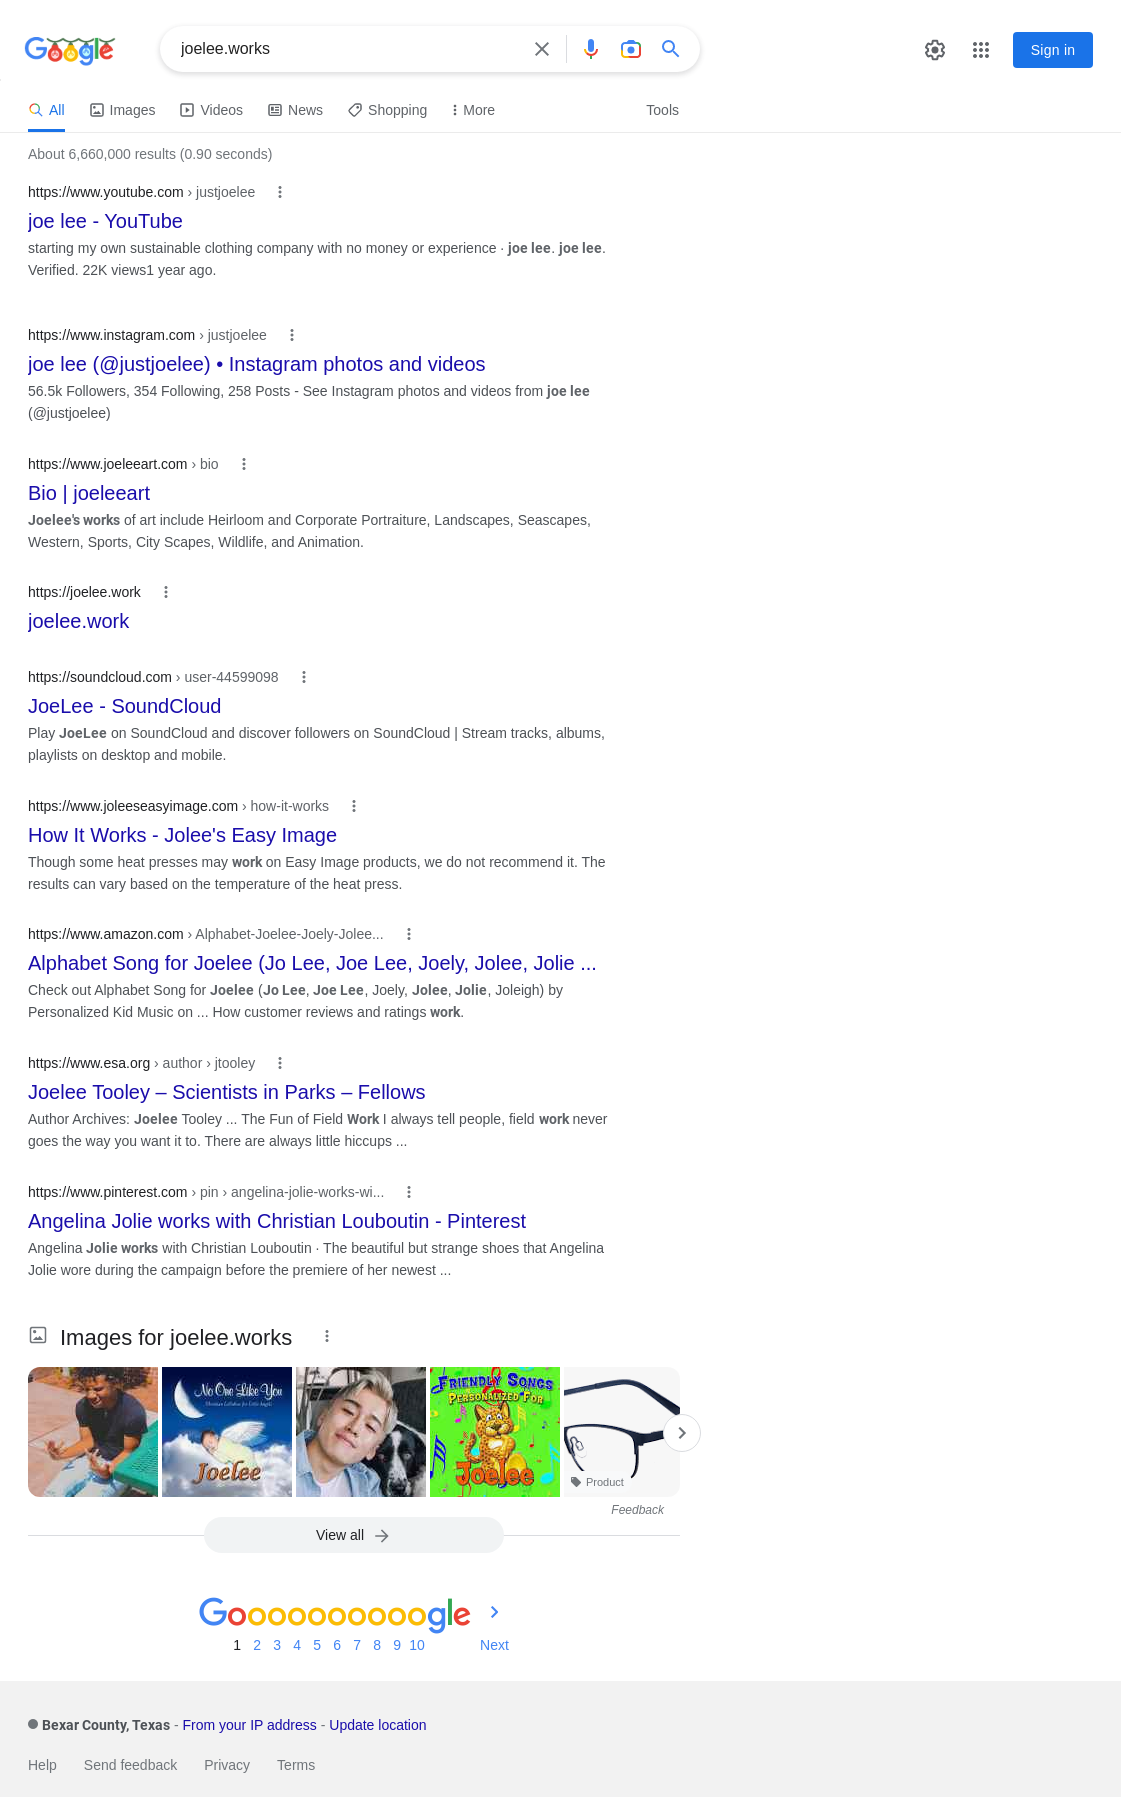 Google
joelee.works
Sign in
All
Images
Videos
News
Shopping
More
Tools
About 6,660,000 results (0.90 seconds)
https://www.youtube.com › justjoelee
joe lee - YouTube
starting my own sustainable clothing company with no money or experience · joe lee. joe lee.
Verified. 22K views1 year ago.
https://www.instagram.com › justjoelee
joe lee (@justjoelee) • Instagram photos and videos
56.5k Followers, 354 Following, 258 Posts - See Instagram photos and videos from joe lee
(@justjoelee)
https://www.joeleeart.com › bio
Bio | joeleeart
Joelee's works of art include Heirloom and Corporate Portraiture, Landscapes, Seascapes,
Western, Sports, City Scapes, Wildlife, and Animation.
https://joelee.work
joelee.work
https://soundcloud.com › user-44599098
JoeLee - SoundCloud
Play JoeLee on SoundCloud and discover followers on SoundCloud | Stream tracks, albums,
playlists on desktop and mobile.
https://www.joleeseasyimage.com › how-it-works
How It Works - Jolee's Easy Image
Though some heat presses may work on Easy Image products, we do not recommend it. The
results can vary based on the temperature of the heat press.
https://www.amazon.com › Alphabet-Joelee-Joely-Jolee...
Alphabet Song for Joelee (Jo Lee, Joe Lee, Joely, Jolee, Jolie ...
Check out Alphabet Song for Joelee (Jo Lee, Joe Lee, Joely, Jolee, Jolie, Joleigh) by
Personalized Kid Music on ... How customer reviews and ratings work.
https://www.esa.org › author › jtooley
Joelee Tooley – Scientists in Parks – Fellows
Author Archives: Joelee Tooley ... The Fun of Field Work I always tell people, field work never
goes the way you want it to. There are always little hiccups ...
https://www.pinterest.com › pin › angelina-jolie-works-wi...
Angelina Jolie works with Christian Louboutin - Pinterest
Angelina Jolie works with Christian Louboutin · The beautiful but strange shoes that Angelina
Jolie wore during the campaign before the premiere of her newest ...
Images for joelee.works
No One Like You
Christian Lullabies for Little Angels
Joelee
FRIENDLY SONGS
PERSONALIZED FOR
Joelee
Product
Feedback
View all
Goooooooooogle
1 2 3 4 5 6 7 8 9 10 Next
Bexar County, Texas - From your IP address - Update location
Help
Send feedback
Privacy
Terms